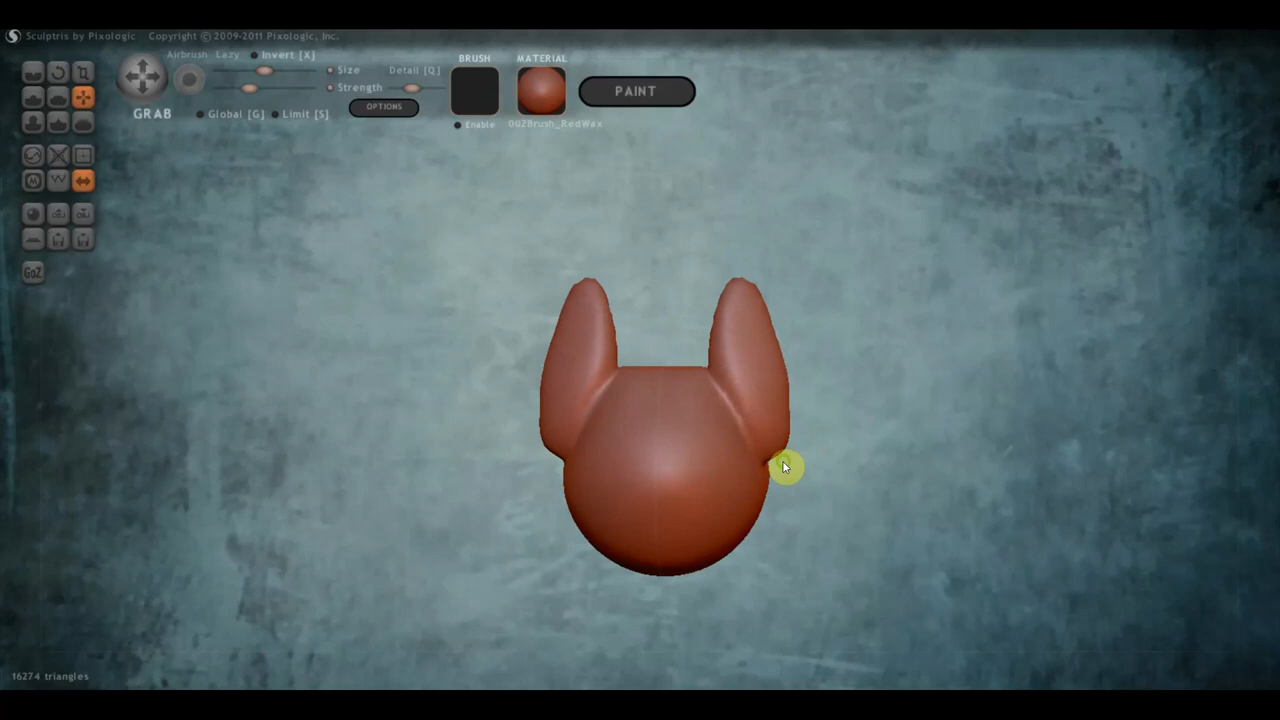 Sculptris by Pixologic Copyright © 2009-2011 Pixologic, Inc.
Airbrush Lazy Invert [X]
Size Detail [Q]
Strength
OPTIONS
GRAB Global [G] Limit [S]
BRUSH MATERIAL
Enable 00ZBrush_RedWax
PAINT
GoZ
16274 triangles